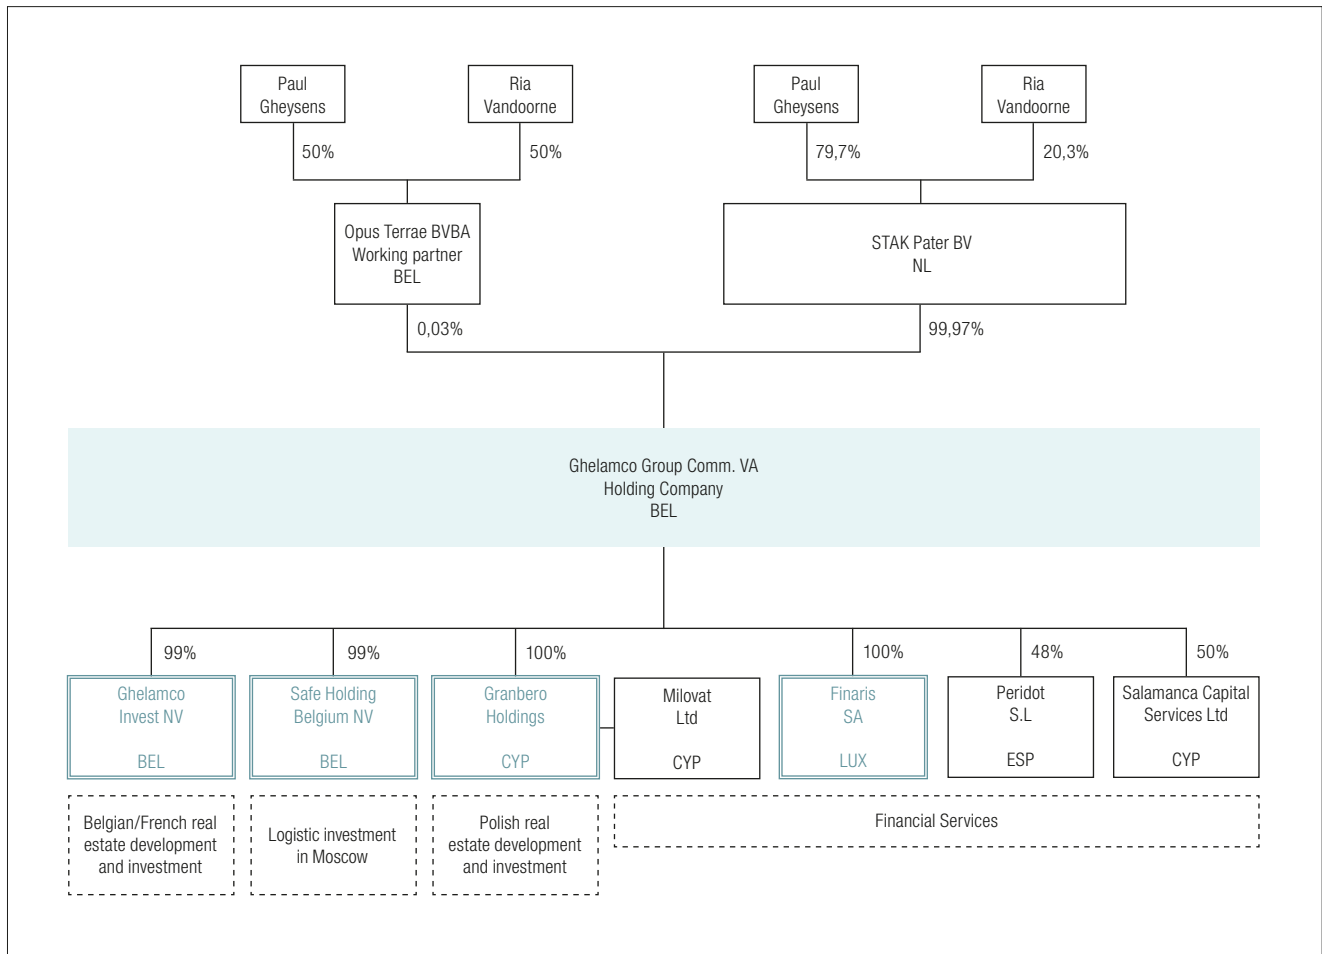 Paul
Gheysens
Ria
Vandoorne
Paul
Gheysens
Ria
Vandoorne
50%
50%
79,7%
20,3%
Opus Terrae BVBA
Working partner
BEL
STAK Pater BV
NL
0,03%
99,97%
Ghelamco Group Comm. VA
Holding Company
BEL
99%
99%
100%
100%
48%
50%
Ghelamco
Invest NV
BEL
Safe Holding
Belgium NV
BEL
Granbero
Holdings
CYP
Milovat
Ltd
CYP
Finaris
SA
LUX
Peridot
S.L
ESP
Salamanca Capital
Services Ltd
CYP
Belgian/French real
estate development
and investment
Logistic investment
in Moscow
Polish real
estate development
and investment
Financial Services